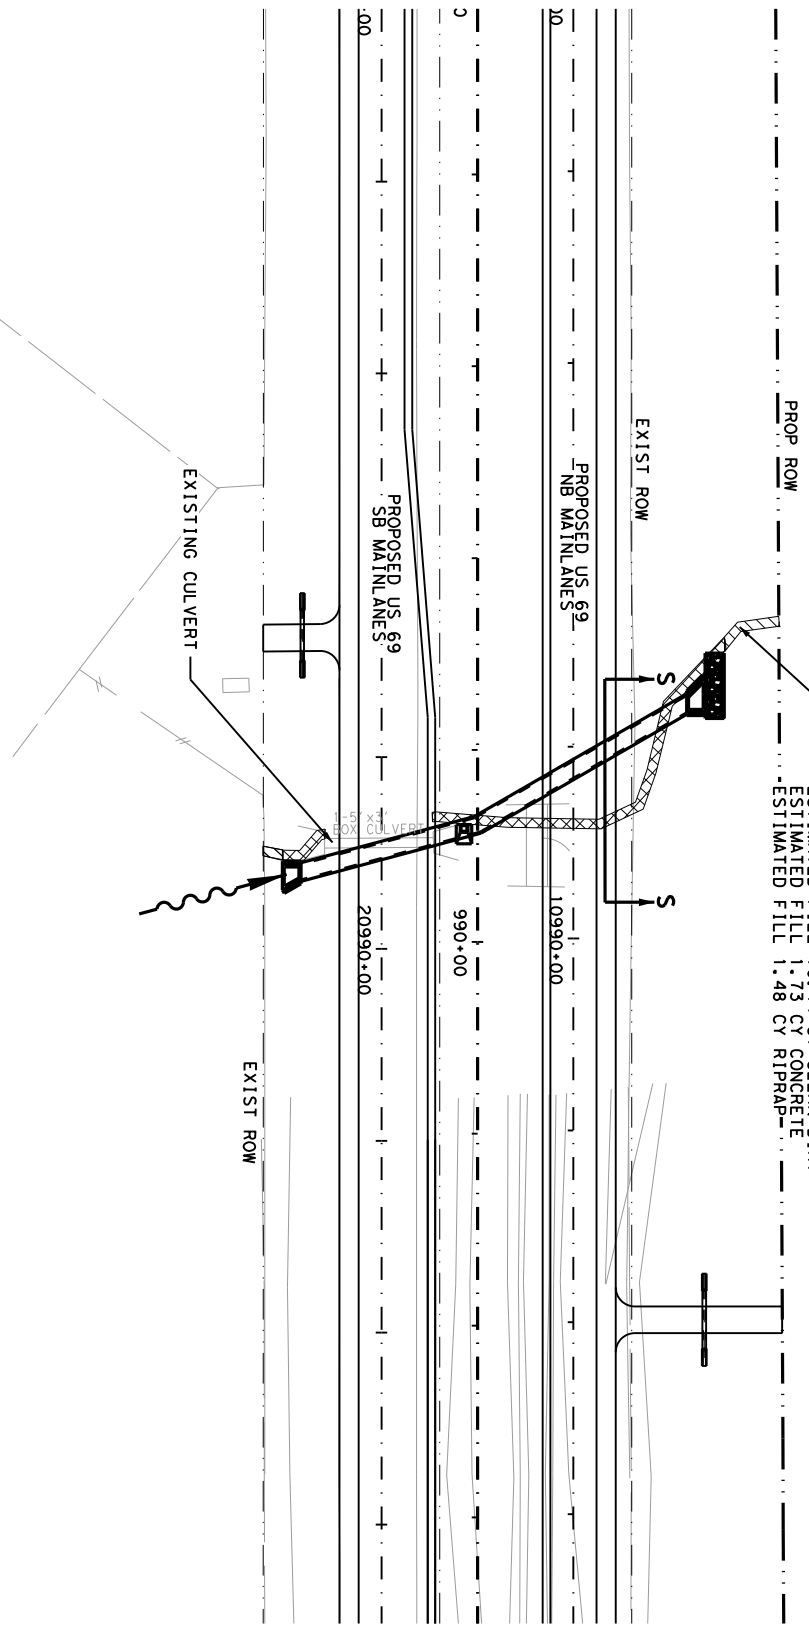 PROP ROW
EXIST ROW
PROPOSED US 69
NB MAINLANES
PROPOSED US 69
SB MAINLANES
EXISTING CULVERT
S
S
1-5'x3'
BOX CULVERT
10990+00
990+00
20990+00
ESTIMATED FILL 1.73 CY CONCRETE
ESTIMATED FILL 1.48 CY RIPRAP
EXIST ROW